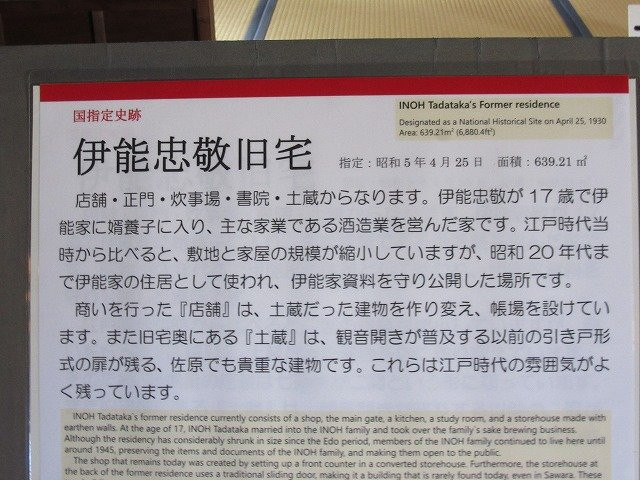 国指定史跡
INOH Tadataka's Former residence
Designated as a National Historical Site on April 25, 1930
Area: 639.21m² (6,880.4ft²)
伊能忠敬旧宅
指定：昭和5年4月25日 面積：639.21㎡
店舗・正門・炊事場・書院・土蔵からなります。伊能忠敬が17歳で伊
能家に婿養子に入り、主な家業である酒造業を営んだ家です。江戸時代当
時から比べると、敷地と家屋の規模が縮小していますが、昭和20年代ま
で伊能家の住居として使われ、伊能家資料を守り公開した場所です。
商いを行った『店舗』は、土蔵だった建物を作り変え、帳場を設けてい
ます。また旧宅奥にある『土蔵』は、観音開きが普及する以前の引き戸形
式の扉が残る、佐原でも貴重な建物です。これらは江戸時代の雰囲気がよ
く残っています。
INOH Tadataka's former residence currently consists of a shop, the main gate, a kitchen, a study room, and a storehouse made with
earthen walls. At the age of 17, INOH Tadataka married into the INOH family and took over the family's sake brewing business.
Although the residency has considerably shrunk in size since the Edo period, members of the INOH family continued to live here until
around 1945, preserving the items and documents of the INOH family, and making them open to the public.
The shop that remains today was created by setting up a front counter in a converted storehouse. Furthermore, the storehouse at
the back of the former residence uses a traditional sliding door, making it a building that is rarely found today, even in Sawara. These